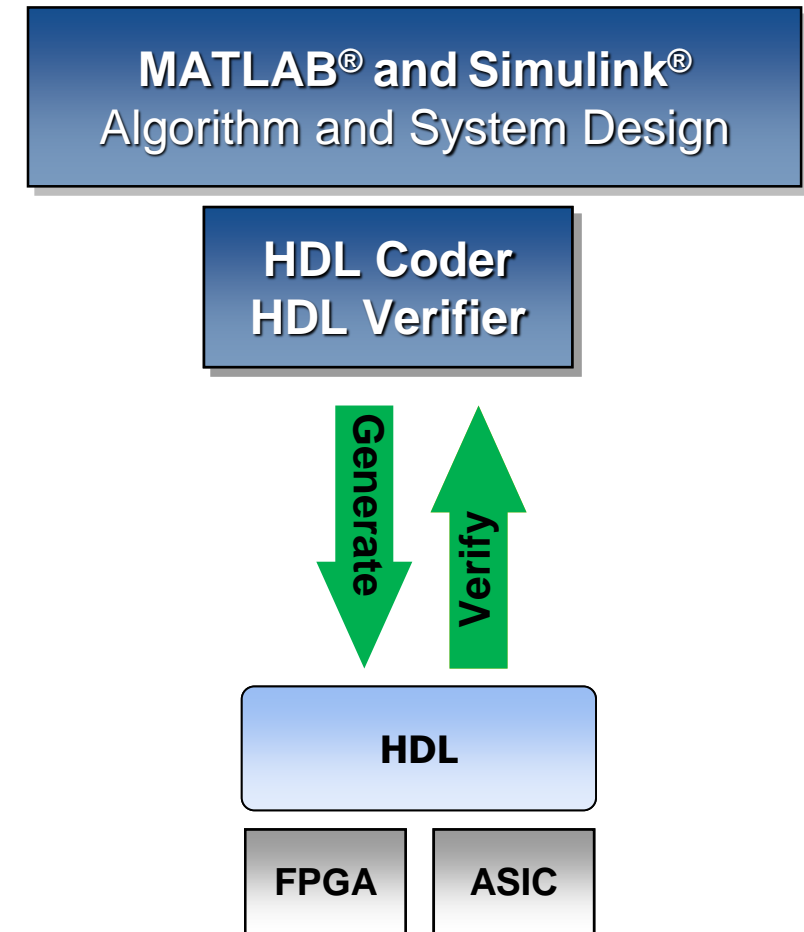 MATLAB® and Simulink®
Algorithm and System Design
HDL Coder
HDL Verifier
Generate
Verify
HDL
FPGA
ASIC